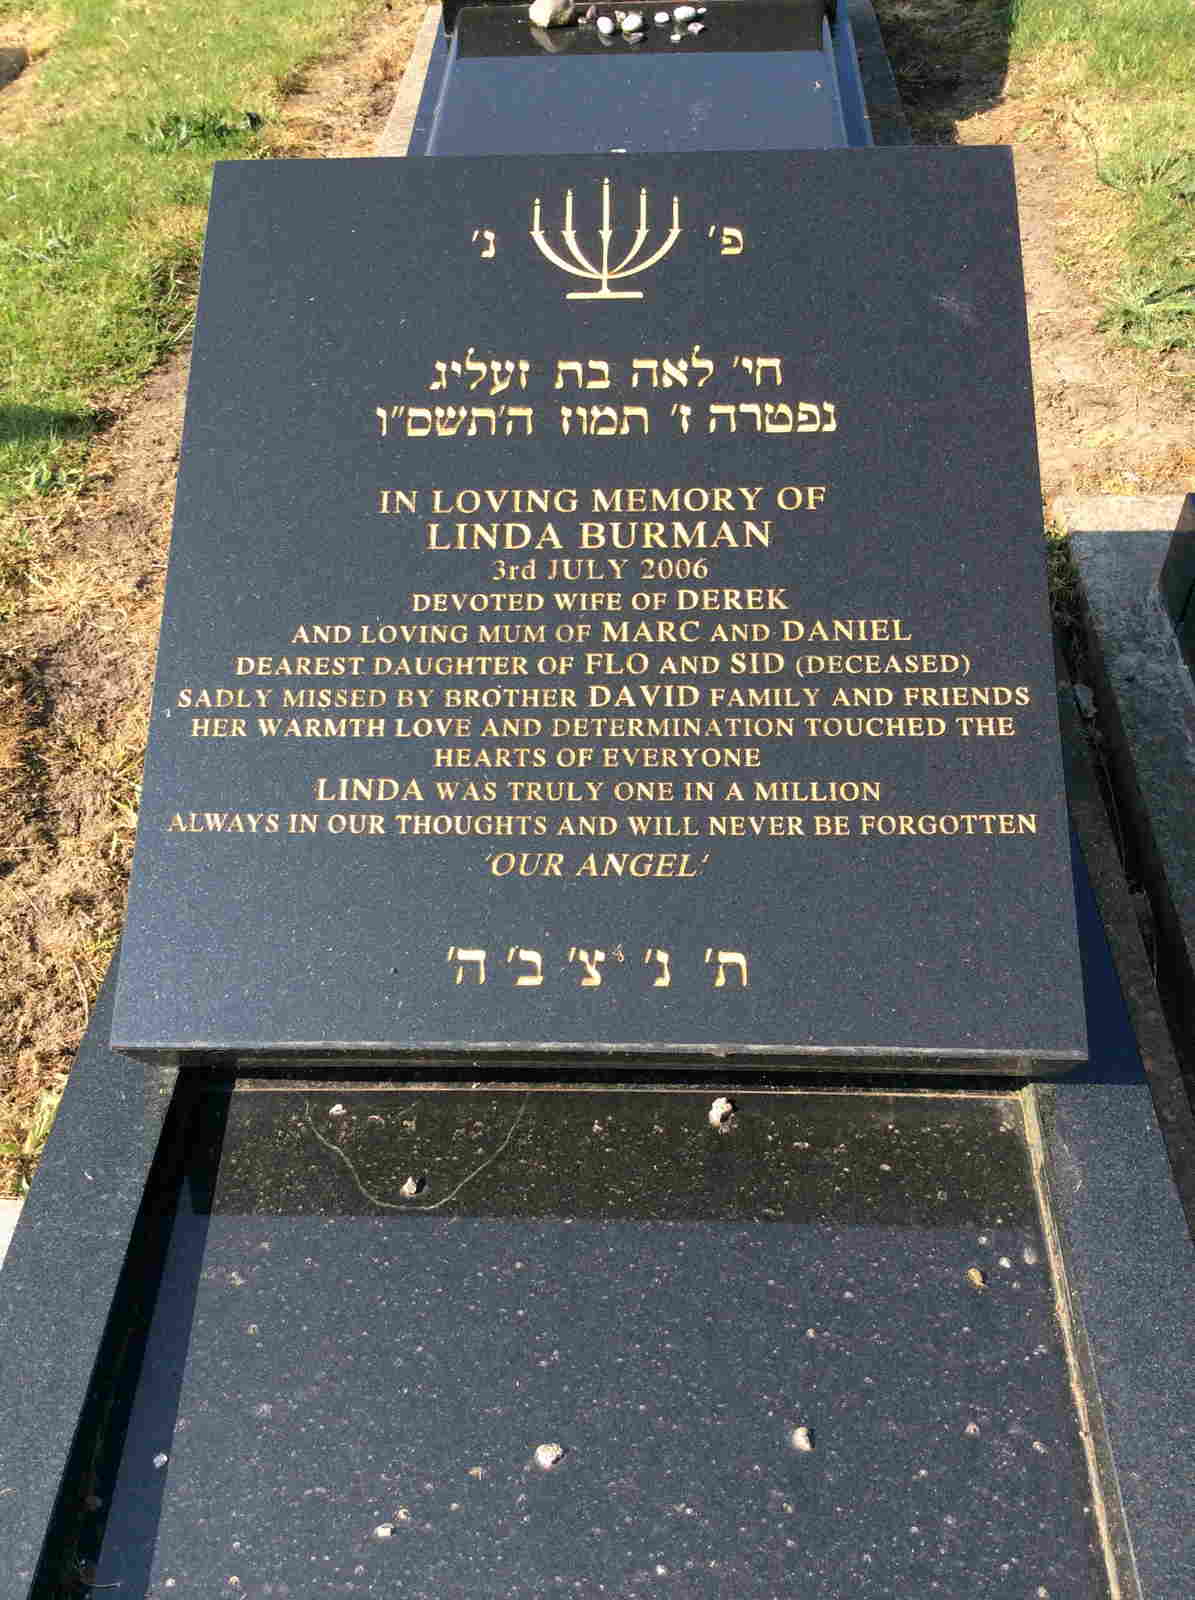 פ' נ'
חי' לאה בת זעליג
נפטרה ז' תמוז ה'תשס"ו
IN LOVING MEMORY OF
LINDA BURMAN
3rd JULY 2006
DEVOTED WIFE OF DEREK
AND LOVING MUM OF MARC AND DANIEL
DEAREST DAUGHTER OF FLO AND SID (DECEASED)
SADLY MISSED BY BROTHER DAVID FAMILY AND FRIENDS
HER WARMTH LOVE AND DETERMINATION TOUCHED THE
HEARTS OF EVERYONE
LINDA WAS TRULY ONE IN A MILLION
ALWAYS IN OUR THOUGHTS AND WILL NEVER BE FORGOTTEN
'OUR ANGEL'
ת' נ' צ' ב' ה'